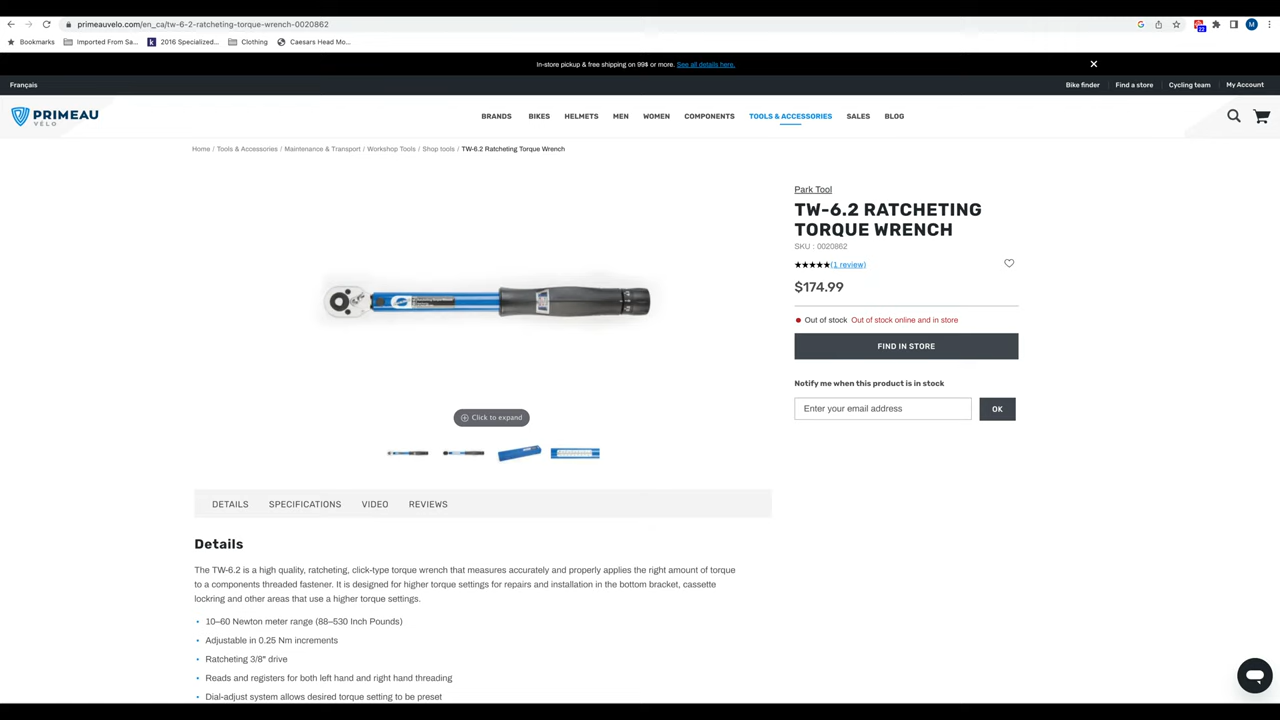 primeauvelo.com/en_ca/tw-6-2-ratcheting-torque-wrench-0020862
22
M
Bookmarks
Imported From Sa...
2016 Specialized...
Clothing
Caesars Head Mo...
In-store pickup & free shipping on 99$ or more. See all details here.
Français
Bike finder
Find a store
Cycling team
My Account
PRIMEAU
VÉLO
BRANDS
BIKES
HELMETS
MEN
WOMEN
COMPONENTS
TOOLS & ACCESSORIES
SALES
BLOG
Home / Tools & Accessories / Maintenance & Transport / Workshop Tools / Shop tools / TW-6.2 Ratcheting Torque Wrench
Park Tool
TW-6.2 RATCHETING
TORQUE WRENCH
SKU : 0020862
(1 review)
$174.99
Out of stock Out of stock online and in store
FIND IN STORE
Notify me when this product is in stock
Enter your email address
OK
Click to expand
DETAILS
SPECIFICATIONS
VIDEO
REVIEWS
Details
The TW-6.2 is a high quality, ratcheting, click-type torque wrench that measures accurately and properly applies the right amount of torque
to a components threaded fastener. It is designed for higher torque settings for repairs and installation in the bottom bracket, cassette
lockring and other areas that use a higher torque settings.
• 10–60 Newton meter range (88–530 Inch Pounds)
• Adjustable in 0.25 Nm increments
• Ratcheting 3/8" drive
• Reads and registers for both left hand and right hand threading
• Dial-adjust system allows desired torque setting to be preset